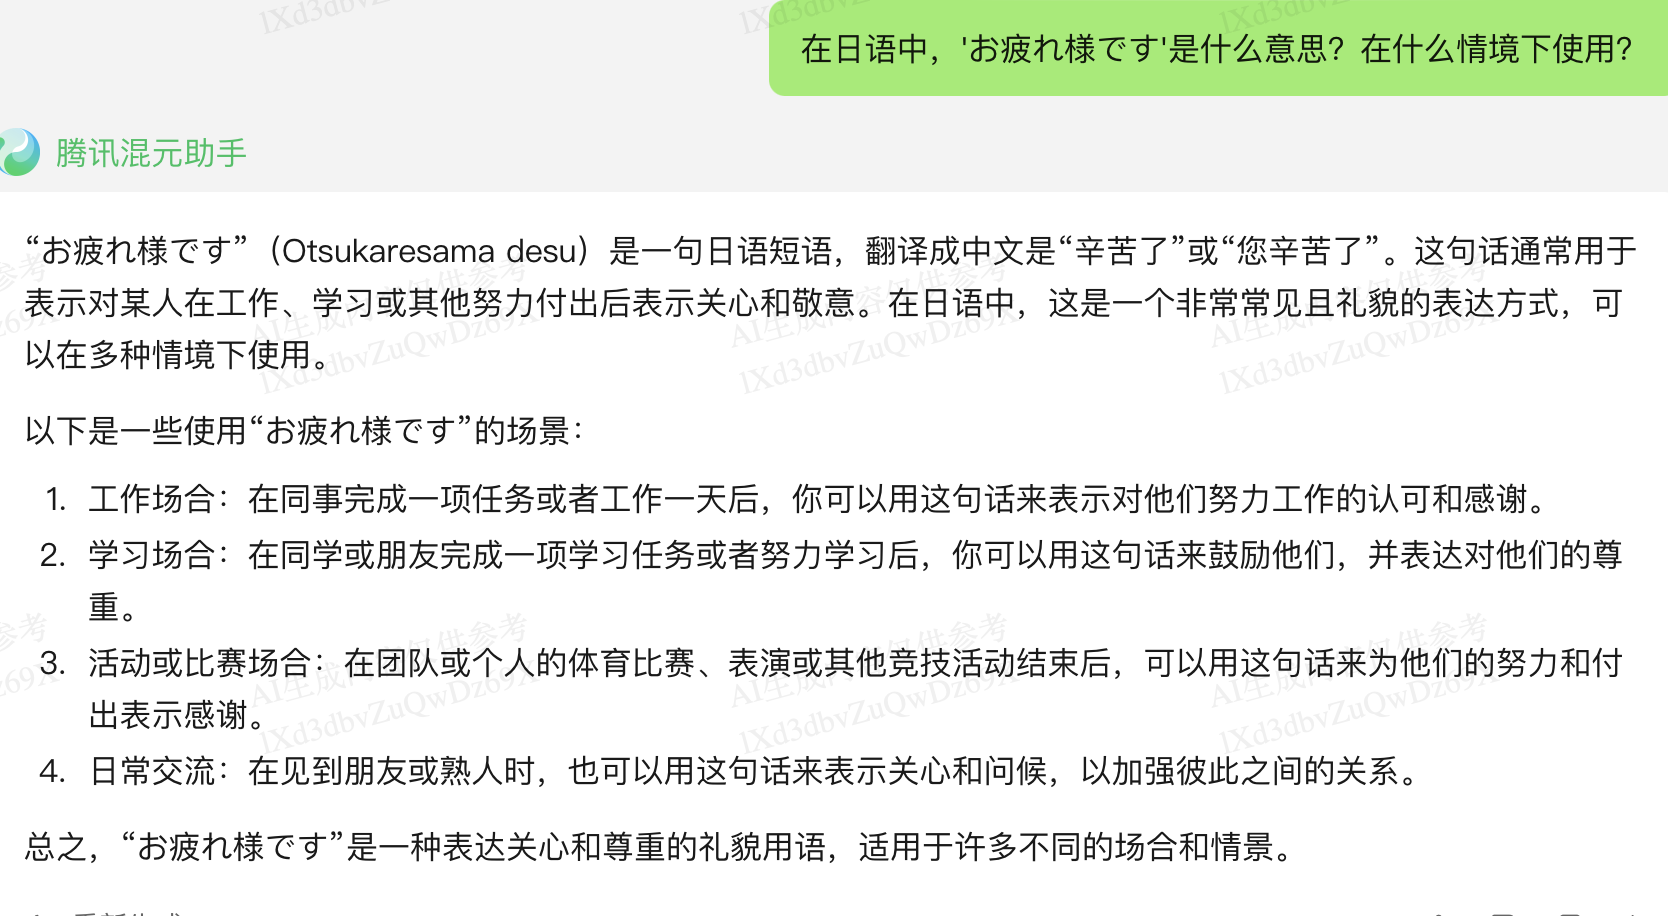 在日语中，'お疲れ様です'是什么意思？在什么情境下使用？
腾讯混元助手
“お疲れ様です”（Otsukaresama desu）是一句日语短语，翻译成中文是“辛苦了”或“您辛苦了”。这句话通常用于
表示对某人在工作、学习或其他努力付出后表示关心和敬意。在日语中，这是一个非常常见且礼貌的表达方式，可
以在多种情境下使用。
以下是一些使用“お疲れ様です”的场景：
1. 工作场合：在同事完成一项任务或者工作一天后，你可以用这句话来表示对他们努力工作的认可和感谢。
2. 学习场合：在同学或朋友完成一项学习任务或者努力学习后，你可以用这句话来鼓励他们，并表达对他们的尊
重。
3. 活动或比赛场合：在团队或个人的体育比赛、表演或其他竞技活动结束后，可以用这句话来为他们的努力和付
出表示感谢。
4. 日常交流：在见到朋友或熟人时，也可以用这句话来表示关心和问候，以加强彼此之间的关系。
总之，“お疲れ様です”是一种表达关心和尊重的礼貌用语，适用于许多不同的场合和情景。